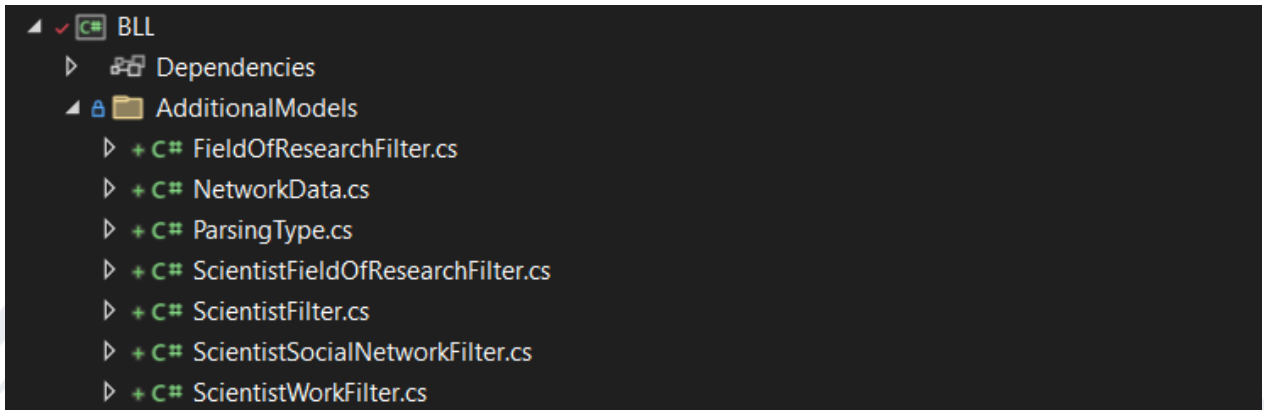 C# BLL
Dependencies
AdditionalModels
+ C# FieldOfResearchFilter.cs
+ C# NetworkData.cs
+ C# ParsingType.cs
+ C# ScientistFieldOfResearchFilter.cs
+ C# ScientistFilter.cs
+ C# ScientistSocialNetworkFilter.cs
+ C# ScientistWorkFilter.cs